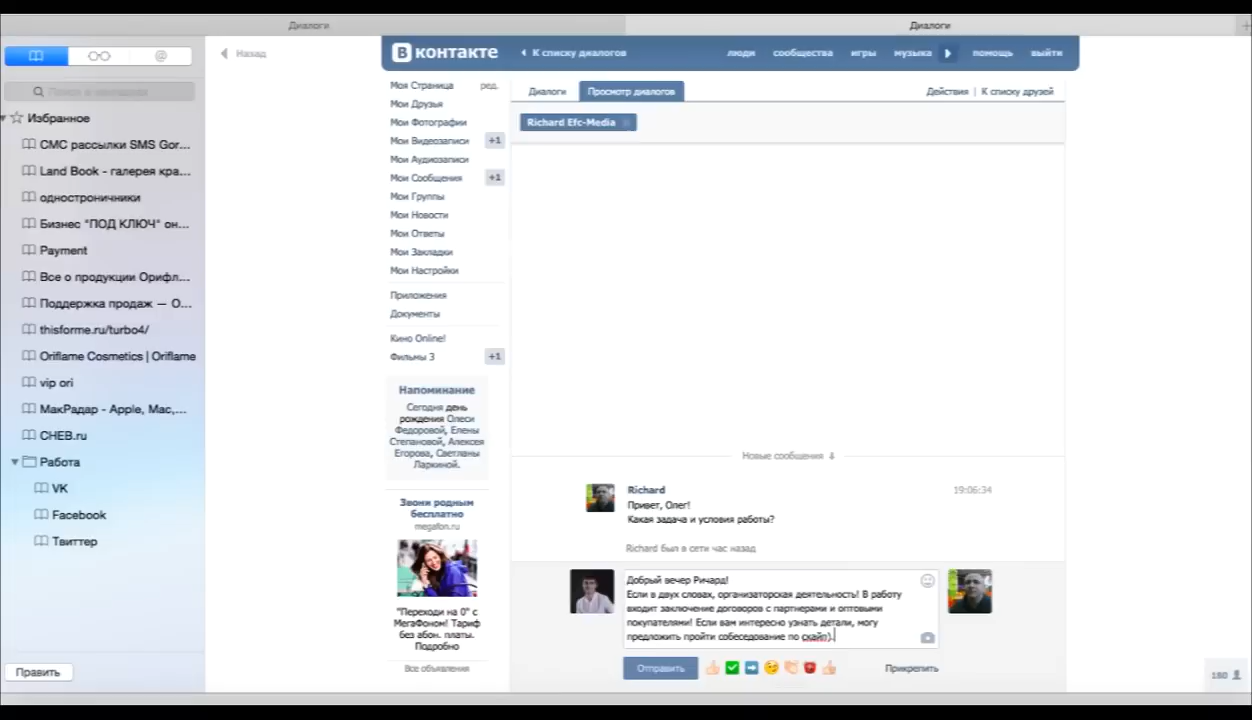 Диалоги
Диалоги
Поиск в закладках
Избранное
СМС рассылки SMS Gor...
Land Book - галерея кра...
одностроничники
Бизнес "ПОД КЛЮЧ" он...
Payment
Все о продукции Орифл...
Поддержка продаж — О...
thisforme.ru/turbo4/
Oriflame Cosmetics | Oriflame
vip ori
МакРадар - Apple, Mac,...
CHEB.ru
Работа
VK
Facebook
Твиттер
Править
Назад
В контакте
К списку диалогов
люди
сообщества
игры
музыка
помощь
выйти
Моя Страница ред.
Мои Друзья
Мои Фотографии
Мои Видеозаписи +1
Мои Аудиозаписи
Мои Сообщения +1
Мои Группы
Мои Новости
Мои Ответы
Мои Закладки
Мои Настройки
Приложения
Документы
Кино Online!
Фильмы 3 +1
Напоминание
Сегодня день
рождения Олеси
Федоровой, Елены
Степановой, Алексея
Егорова, Светланы
Ларкиной.
Звони родным
бесплатно
megafon.ru
"Переходи на 0" с
МегаФоном! Тариф
без абон. платы.
Подробно
Все объявления
Диалоги
Просмотр диалогов
Действия | К списку друзей
Richard Efc-Media
Новые сообщения
Richard 19:06:34
Привет, Олег!
Какая задача и условия работы?
Richard был в сети час назад
Добрый вечер Ричард!
Если в двух словах, организаторская деятельность! В работу
входит заключение договоров с партнерами и оптовыми
покупателями! Если вам интересно узнать детали, могу
предложить пройти собеседование по скайп).
Отправить
Прикрепить
160